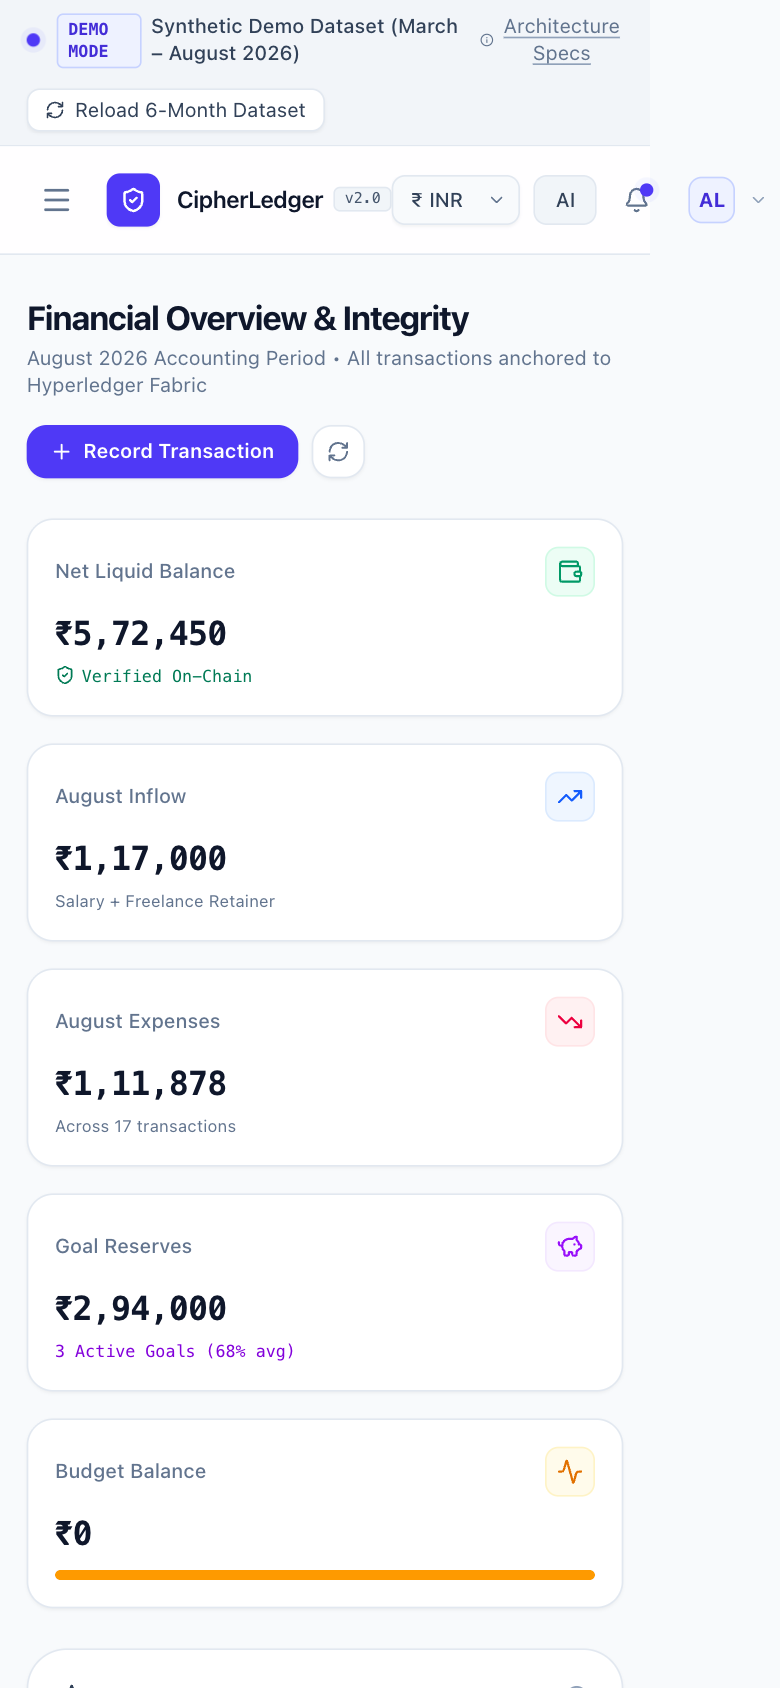 DEMO MODE
Synthetic Demo Dataset (March – August 2026)
Architecture Specs
Reload 6-Month Dataset
CipherLedger v2.0 ₹ INR AI AL
Financial Overview & Integrity
August 2026 Accounting Period • All transactions anchored to
Hyperledger Fabric
+ Record Transaction
Net Liquid Balance
₹5,72,450
Verified On-Chain
August Inflow
₹1,17,000
Salary + Freelance Retainer
August Expenses
₹1,11,878
Across 17 transactions
Goal Reserves
₹2,94,000
3 Active Goals (68% avg)
Budget Balance
₹0